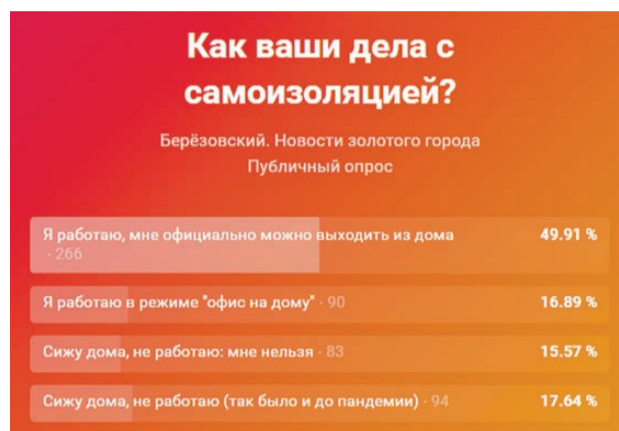 Как ваши дела с
самоизоляцией?
Берёзовский. Новости золотого города
Публичный опрос
Я работаю, мне официально можно выходить из дома 49.91 %
· 266
Я работаю в режиме "офис на дому" · 90 16.89 %
Сижу дома, не работаю: мне нельзя · 83 15.57 %
Сижу дома, не работаю (так было и до пандемии) · 94 17.64 %